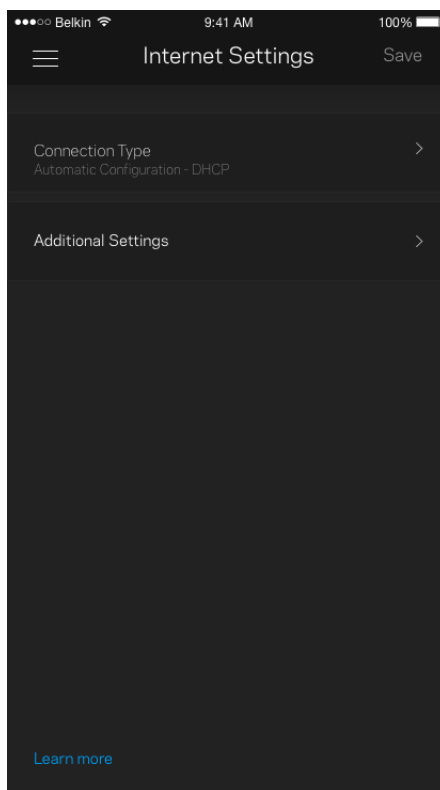 Belkin 9:41 AM 100%
Internet Settings Save
Connection Type
Automatic Configuration - DHCP
Additional Settings
Learn more